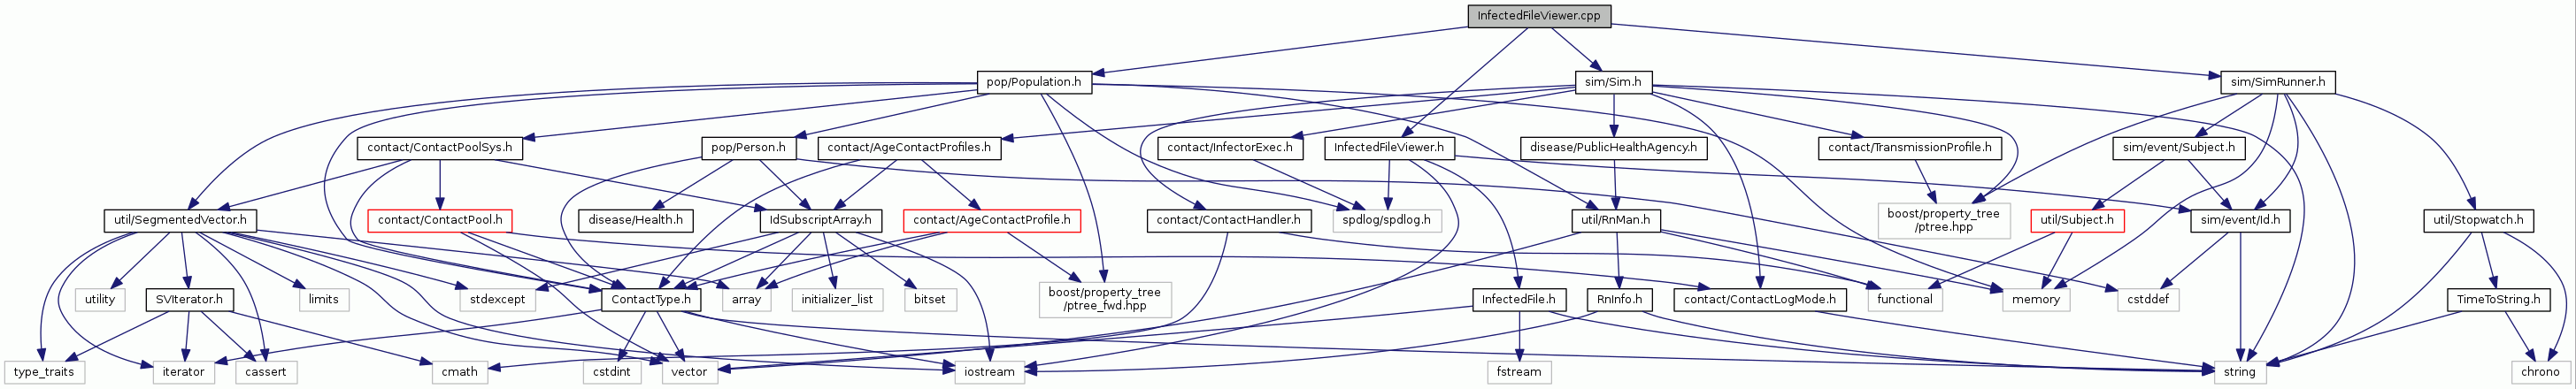 InfectedFileViewer.cpp
pop/Population.h
sim/Sim.h
sim/SimRunner.h
contact/ContactPoolSys.h
pop/Person.h
contact/AgeContactProfiles.h
contact/InfectorExec.h
InfectedFileViewer.h
disease/PublicHealthAgency.h
contact/TransmissionProfile.h
sim/event/Subject.h
util/SegmentedVector.h
contact/ContactPool.h
disease/Health.h
IdSubscriptArray.h
contact/AgeContactProfile.h
contact/ContactHandler.h
spdlog/spdlog.h
util/RnMan.h
boost/property_tree
/ptree.hpp
util/Subject.h
sim/event/Id.h
util/Stopwatch.h
utility
SVIterator.h
limits
stdexcept
ContactType.h
array
initializer_list
bitset
boost/property_tree
/ptree_fwd.hpp
InfectedFile.h
RnInfo.h
contact/ContactLogMode.h
functional
memory
cstddef
TimeToString.h
type_traits
iterator
cassert
cmath
cstdint
vector
iostream
fstream
string
chrono